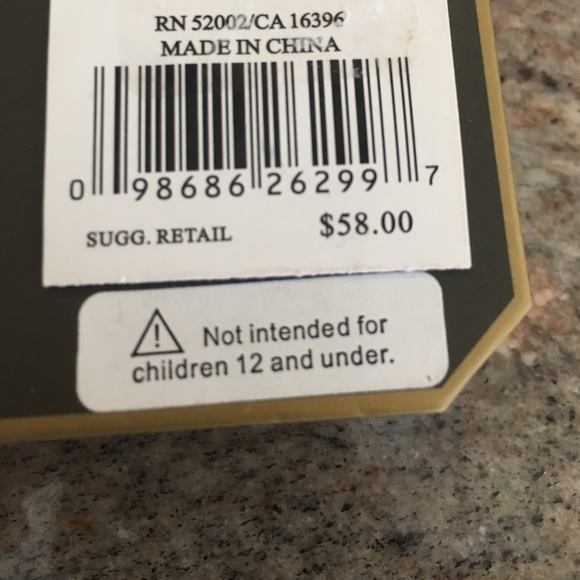 RN 52002/CA 16396
MADE IN CHINA
0 98686 26299 7
SUGG. RETAIL $58.00
Not intended for
children 12 and under.